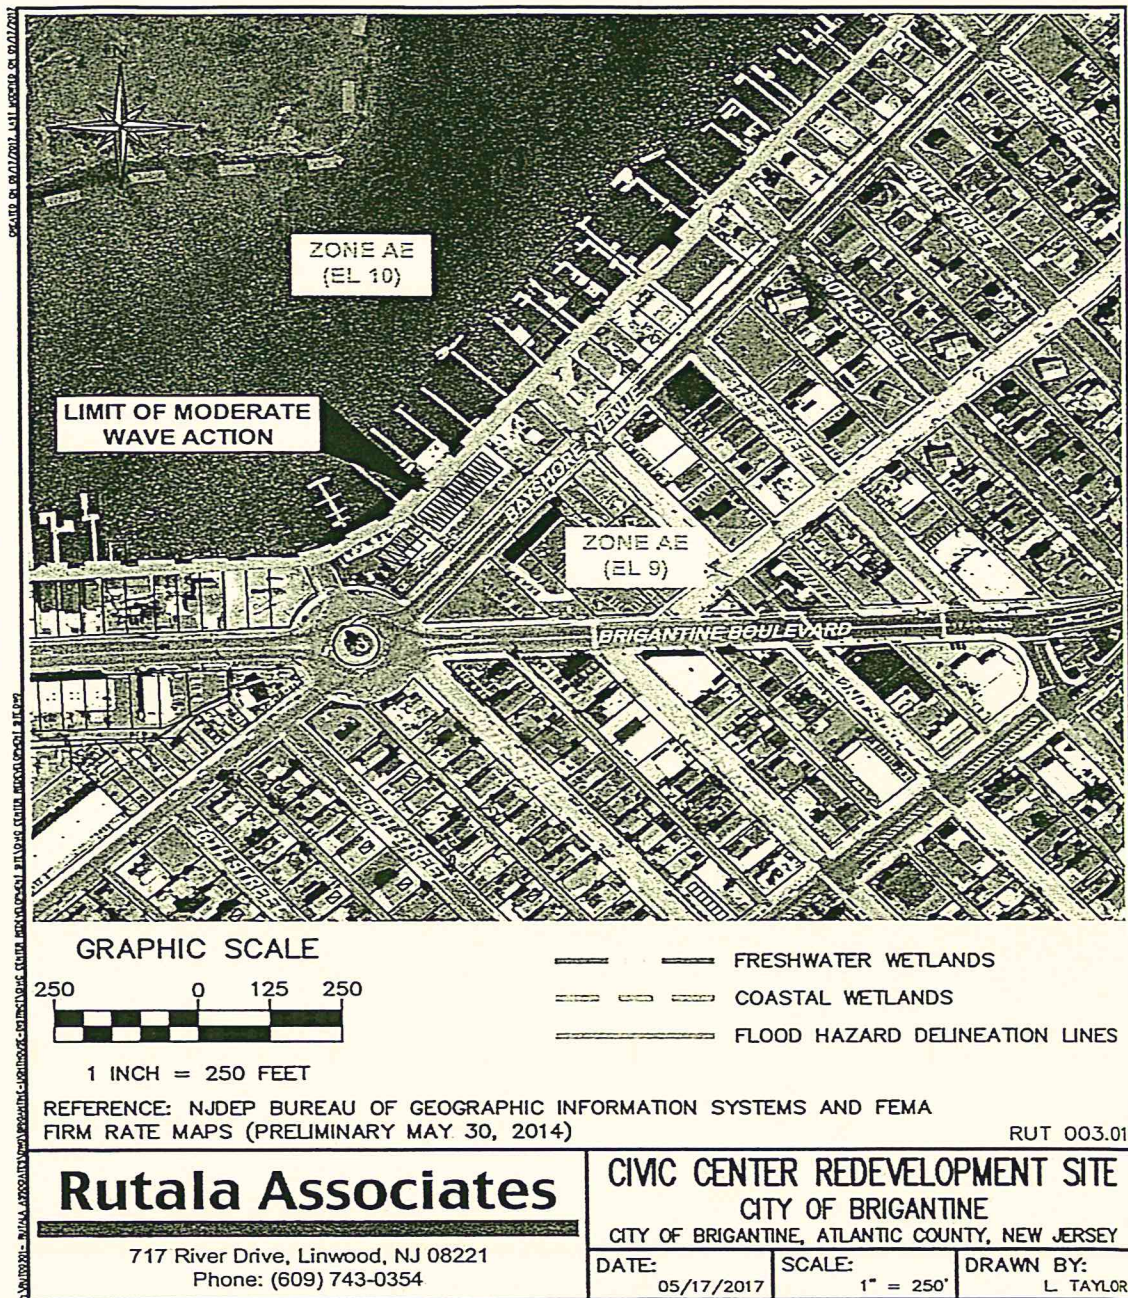 N
ZONE AE
(EL 10)
LIMIT OF MODERATE
WAVE ACTION
BAYSHORE AVENUE
ZONE AE
(EL 9)
BRIGANTINE BOULEVARD
GRAPHIC SCALE
250 0 125 250
1 INCH = 250 FEET
FRESHWATER WETLANDS
COASTAL WETLANDS
FLOOD HAZARD DELINEATION LINES
REFERENCE: NJDEP BUREAU OF GEOGRAPHIC INFORMATION SYSTEMS AND FEMA
FIRM RATE MAPS (PRELIMINARY MAY 30, 2014)
RUT 003.01
Rutala Associates
717 River Drive, Linwood, NJ 08221
Phone: (609) 743-0354
CIVIC CENTER REDEVELOPMENT SITE
CITY OF BRIGANTINE
CITY OF BRIGANTINE, ATLANTIC COUNTY, NEW JERSEY
DATE:
05/17/2017
SCALE:
1" = 250'
DRAWN BY:
L. TAYLOR